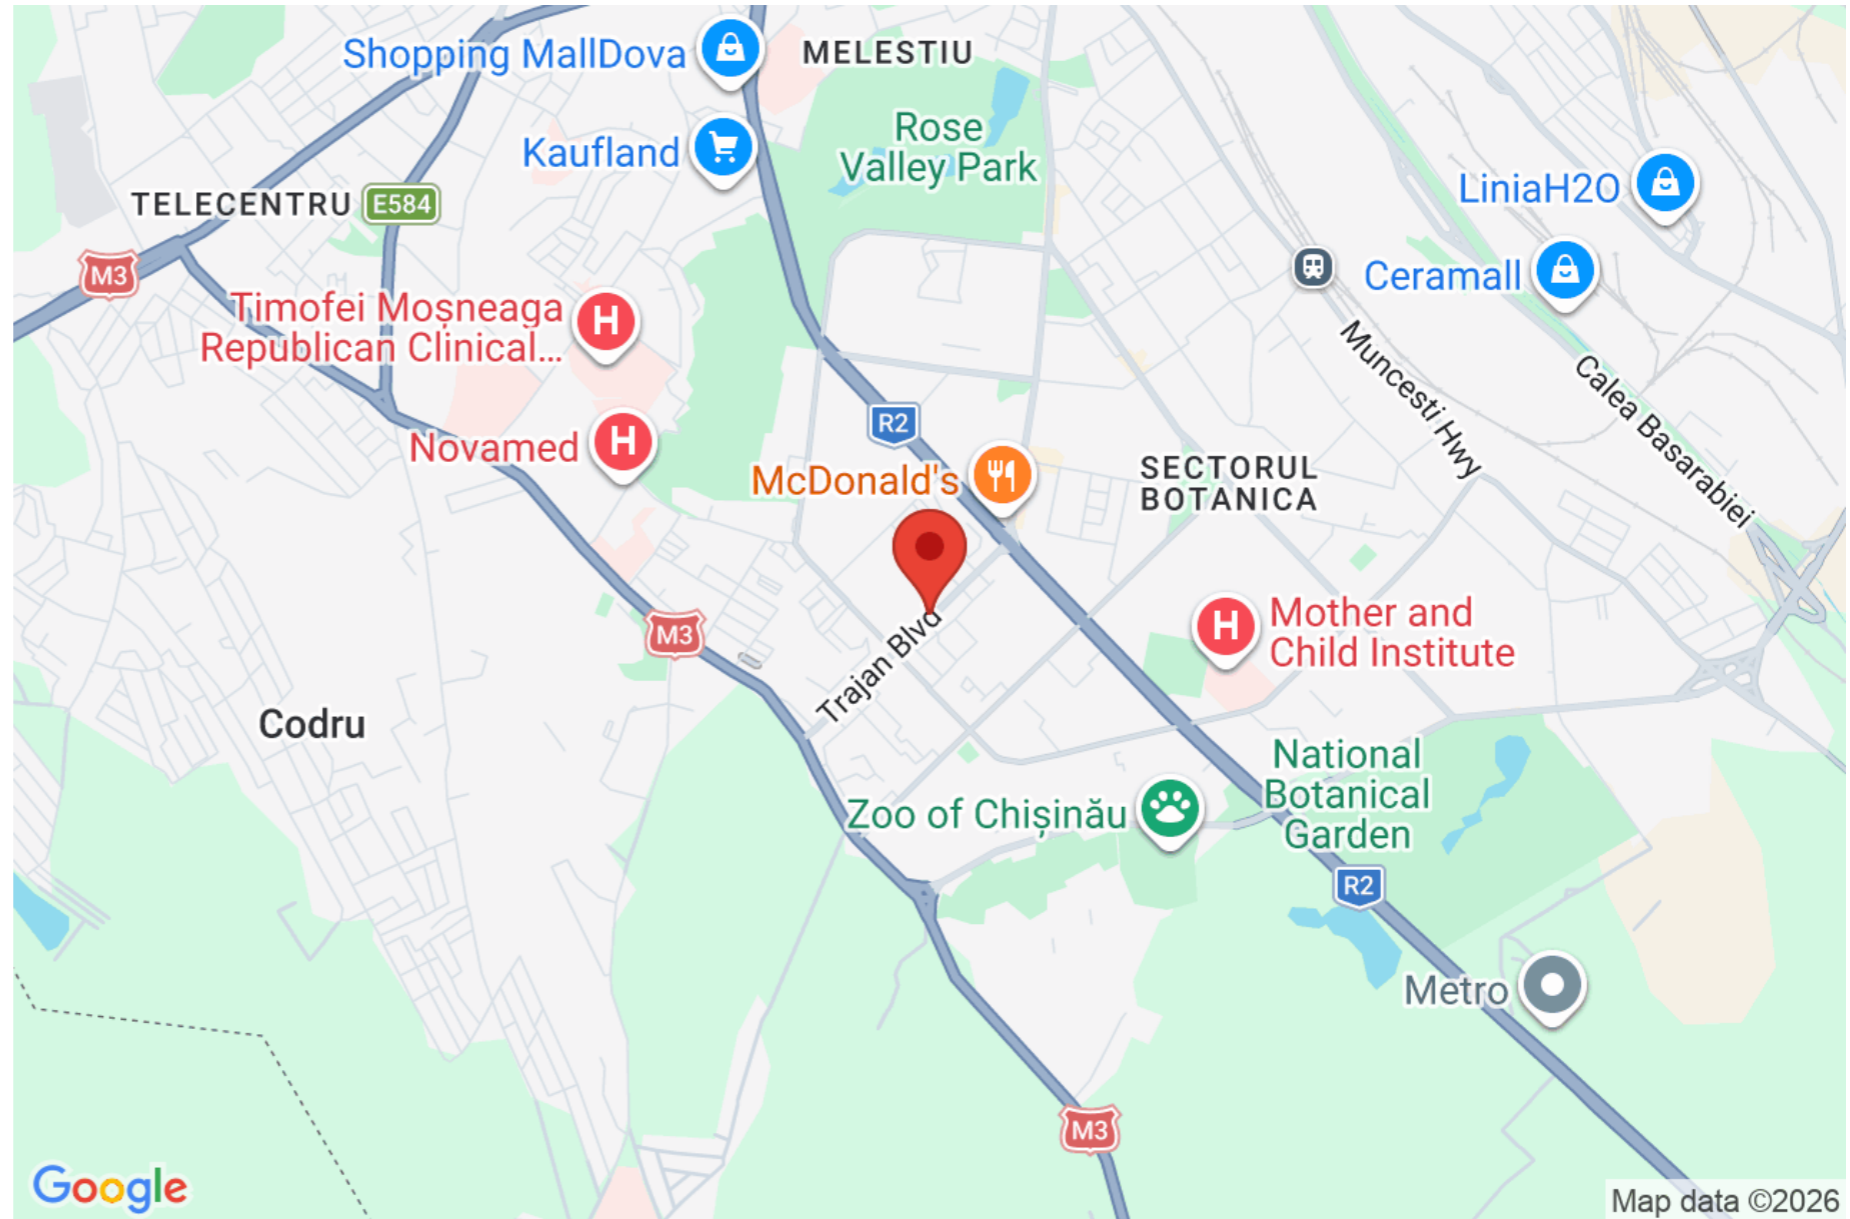 Shopping MallDova
MELESTIU
Rose
Valley Park
Kaufland
LiniaH2O
TELECENTRU
E584
M3
Ceramall
Timofei Moșneaga
Republican Clinical...
H
Muncesti Hwy
Calea Basarabiei
R2
Novamed
H
McDonald's
SECTORUL
BOTANICA
M3
Trajan Blvd
H
Mother and
Child Institute
Codru
National
Botanical
Garden
Zoo of Chișinău
R2
Metro
M3
Google
Map data ©2026